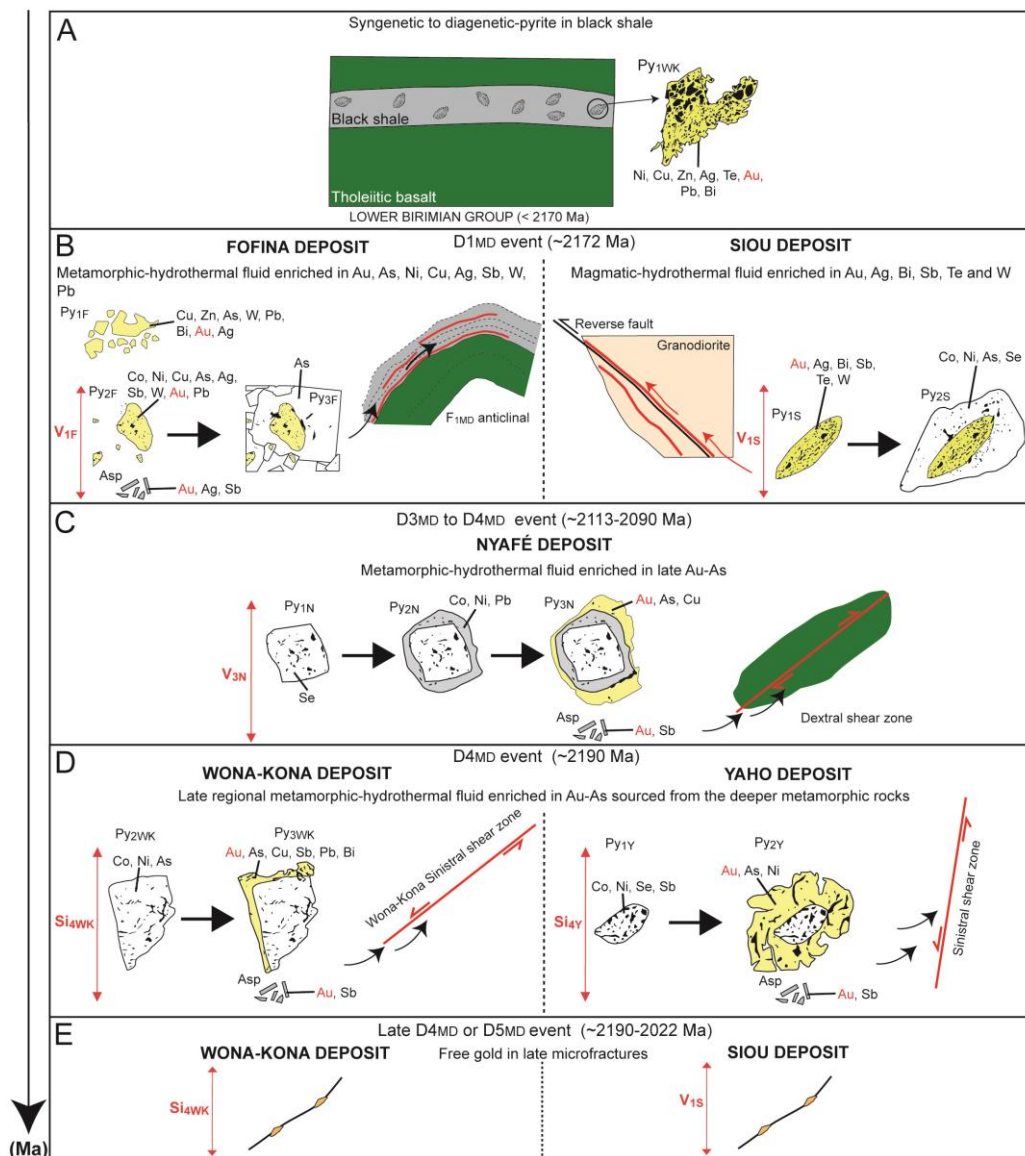 A
Syngenetic to diagenetic-pyrite in black shale
Py1WK
Black shale
Ni, Cu, Zn, Ag, Te, Au,
Pb, Bi
Tholeiitic basalt
LOWER BIRIMIAN GROUP (< 2170 Ma)
B
D1MD event (~2172 Ma)
FOFINA DEPOSIT
Metamorphic-hydrothermal fluid enriched in Au, As, Ni, Cu, Ag, Sb, W,
Pb
Py1F
Cu, Zn, As, W, Pb,
Bi, Au, Ag
Py2F
Co, Ni, Cu, As, Ag,
Sb, W, Au, Pb
As
Py3F
V1F
F1MD anticlinal
Asp
Au, Ag, Sb
SIOU DEPOSIT
Magmatic-hydrothermal fluid enriched in Au, Ag, Bi, Sb, Te and W
Reverse fault
Granodiorite
Au, Ag, Bi, Sb,
Te, W
Co, Ni, As, Se
Py1S
Py2S
V1S
C
D3MD to D4MD event (~2113-2090 Ma)
NYAFÉ DEPOSIT
Metamorphic-hydrothermal fluid enriched in late Au-As
Py1N
Py2N
Co, Ni, Pb
Py3N
Au, As, Cu
V3N
Se
Asp
Au, Sb
Dextral shear zone
D
D4MD event (~2190 Ma)
WONA-KONA DEPOSIT
YAHO DEPOSIT
Late regional metamorphic-hydrothermal fluid enriched in Au-As sourced from the deeper metamorphic rocks
Py2WK
Co, Ni, As
Py3WK
Au, As, Cu, Sb, Pb, Bi
Si4WK
Wona-Kona Sinistral shear zone
Asp
Au, Sb
Py1Y
Co, Ni, Se, Sb
Py2Y
Au, As, Ni
Si4Y
Asp
Au, Sb
Sinistral shear zone
E
Late D4MD or D5MD event (~2190-2022 Ma)
WONA-KONA DEPOSIT
Free gold in late microfractures
SIOU DEPOSIT
Si4WK
V1S
(Ma)